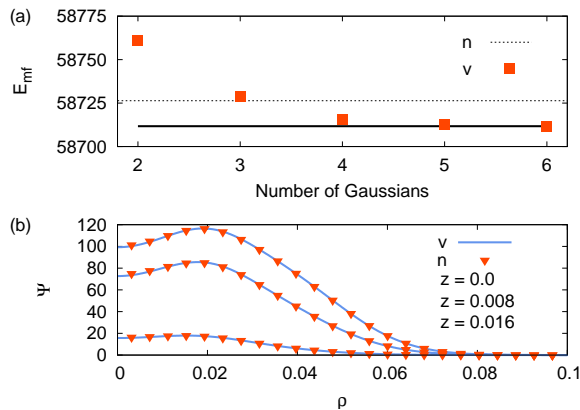 (a)
58775
58750
58725
58700
E_mf
n
v
2 3 4 5 6
Number of Gaussians
(b)
120
100
80
60
40
20
0
Ψ
v
n
z = 0.0
z = 0.008
z = 0.016
0 0.02 0.04 0.06 0.08 0.1
ρ